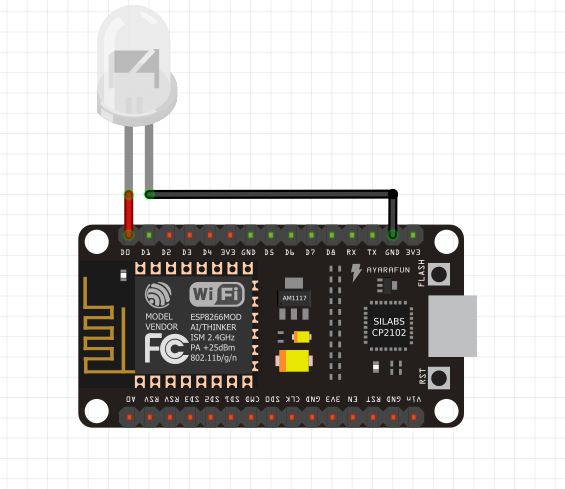 D0 D1 D2 D3 D4 3V3 GND D5 D6 D7 D8 RX TX GND 3V3
AYARAFUN
FLASH
WiFi
MODEL
VENDOR
ESP8266MOD
AI/THINKER
ISM 2.4GHz
PA +25dBm
802.11b/g/n
FC
AM1117
SILABS
CP2102
RST
A0 RSV RSV SD3 SD2 SD1 CMD SD0 CLK GND 3V3 EN RST GND Vin